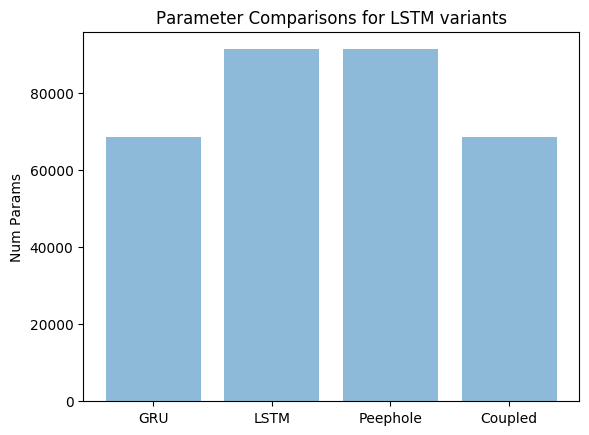 Parameter Comparisons for LSTM variants
Num Params
80000
60000
40000
20000
0
GRU LSTM Peephole Coupled